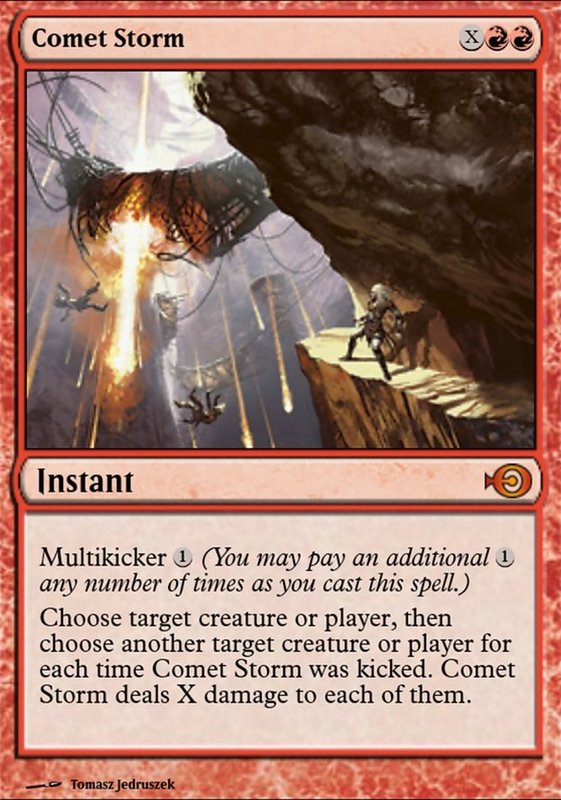 Comet Storm X
Instant
Multikicker 1 (You may pay an additional 1
any number of times as you cast this spell.)
Choose target creature or player, then
choose another target creature or player for
each time Comet Storm was kicked. Comet
Storm deals X damage to each of them.
Tomasz Jedruszek